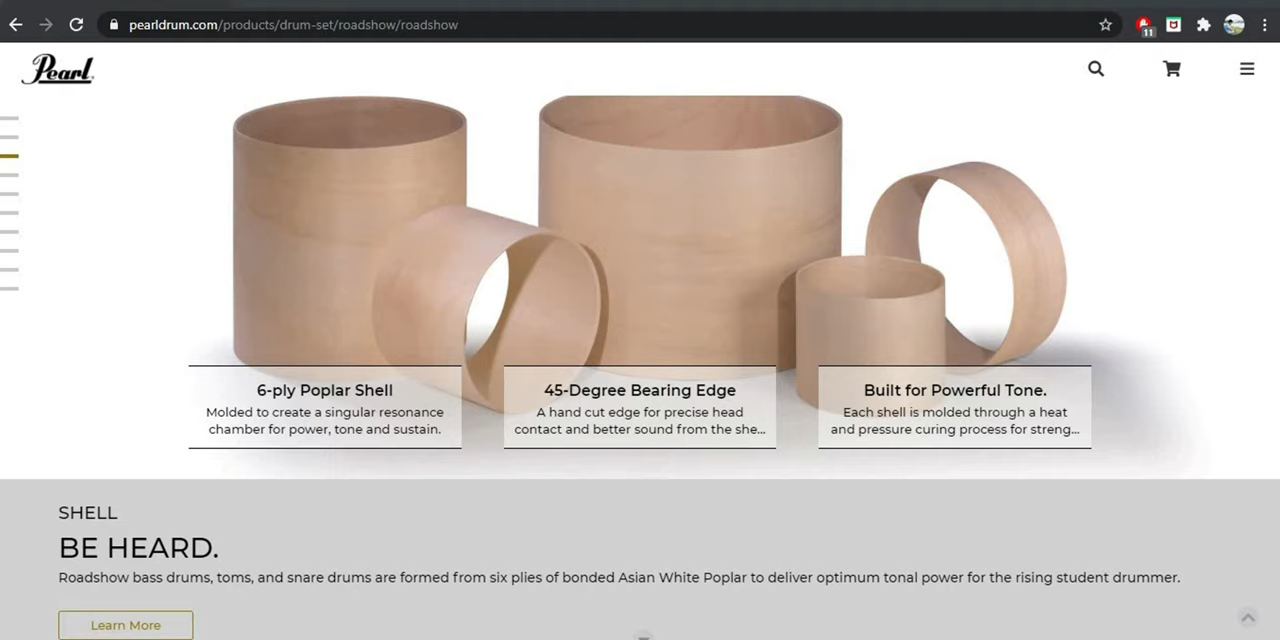 pearldrum.com/products/drum-set/roadshow/roadshow
11
Pearl
6-ply Poplar Shell
Molded to create a singular resonance
chamber for power, tone and sustain.
45-Degree Bearing Edge
A hand cut edge for precise head
contact and better sound from the she...
Built for Powerful Tone.
Each shell is molded through a heat
and pressure curing process for streng...
SHELL
BE HEARD.
Roadshow bass drums, toms, and snare drums are formed from six plies of bonded Asian White Poplar to deliver optimum tonal power for the rising student drummer.
Learn More